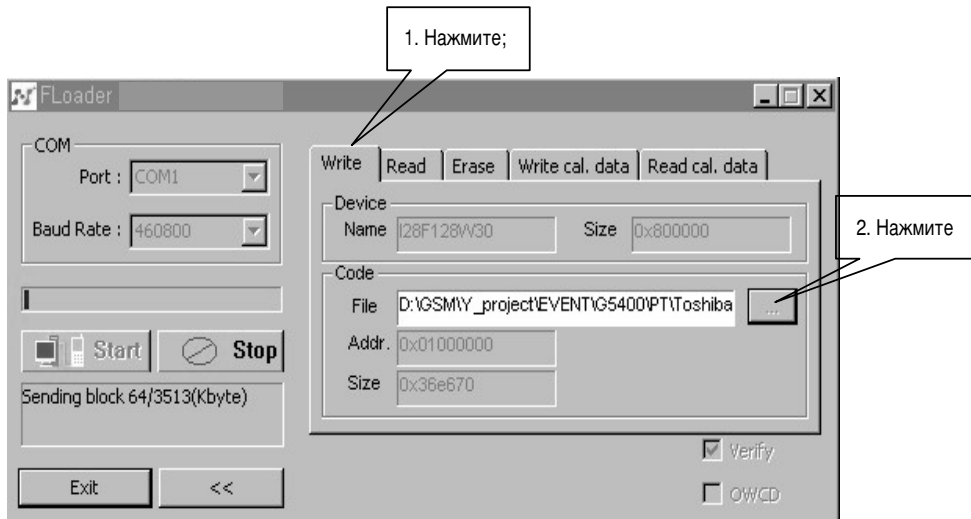 1. Нажмите;
FLoader
COM
Port : COM1
Baud Rate : 460800
Start
Stop
Sending block 64/3513(Kbyte)
Exit
<<
Write
Read
Erase
Write cal. data
Read cal. data
Device
Name I28F128W30
Size 0x800000
2. Нажмите
Code
File D:\GSM\Y_project\EVENT\G5400\PT\Toshiba
...
Addr. 0x01000000
Size 0x36e670
Verify
OWCD